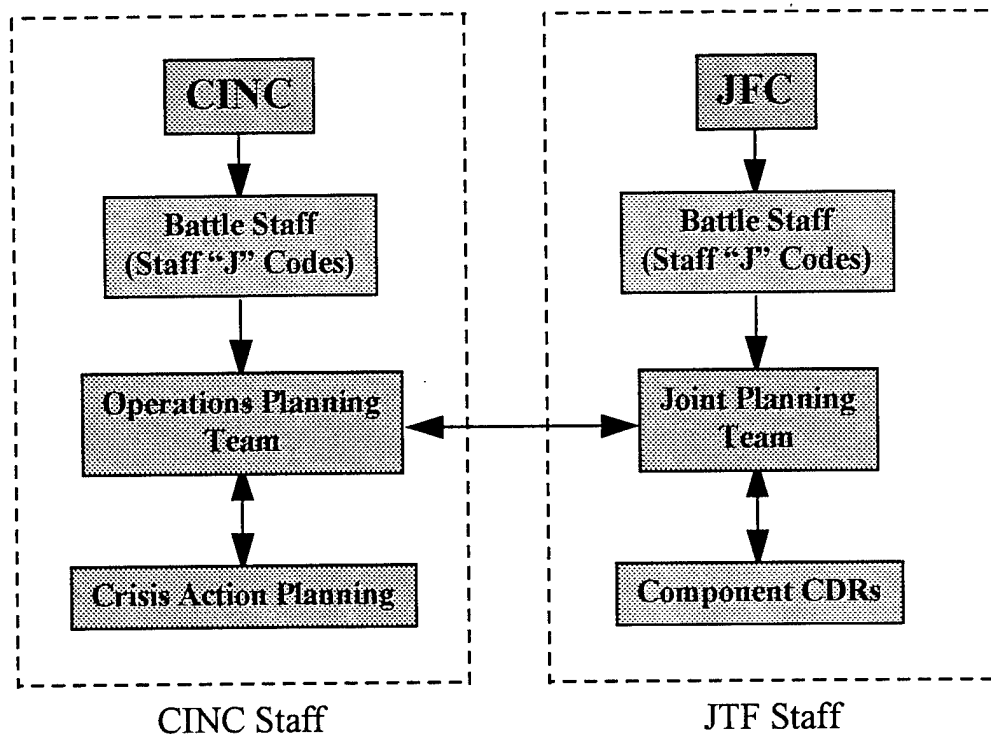 CINC
Battle Staff
(Staff “J” Codes)
Operations Planning
Team
Crisis Action Planning
CINC Staff
JFC
Battle Staff
(Staff “J” Codes)
Joint Planning
Team
Component CDRs
JTF Staff